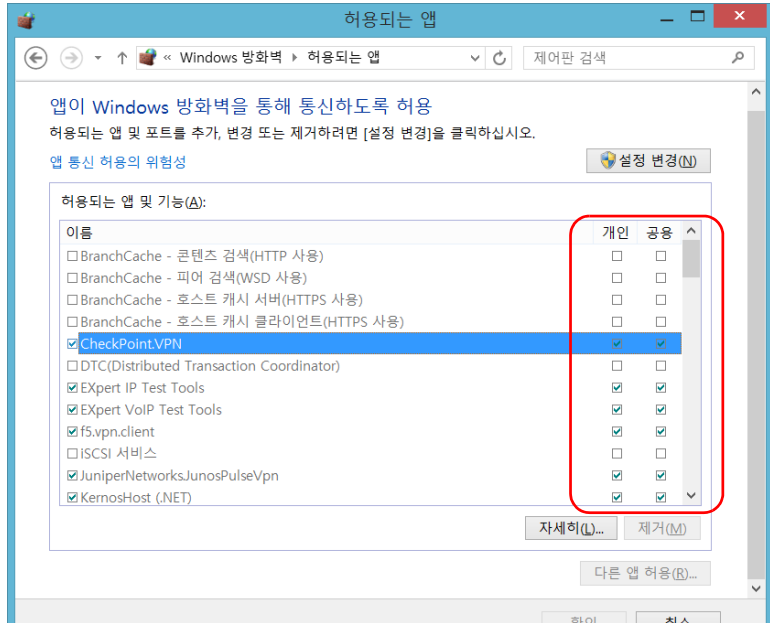 허용되는 앱
« Windows 방화벽 ▸ 허용되는 앱 제어판 검색
앱이 Windows 방화벽을 통해 통신하도록 허용
허용되는 앱 및 포트를 추가, 변경 또는 제거하려면 [설정 변경]을 클릭하십시오.
앱 통신 허용의 위험성 설정 변경(N)
허용되는 앱 및 기능(A):
이름 개인 공용
BranchCache - 콘텐츠 검색(HTTP 사용)
BranchCache - 피어 검색(WSD 사용)
BranchCache - 호스트 캐시 서버(HTTPS 사용)
BranchCache - 호스트 캐시 클라이언트(HTTPS 사용)
CheckPoint.VPN
DTC(Distributed Transaction Coordinator)
EXpert IP Test Tools
EXpert VoIP Test Tools
f5.vpn.client
iSCSI 서비스
JuniperNetworksJunosPulseVpn
KernosHost (.NET)
자세히(L)... 제거(M)
다른 앱 허용(R)...
확인 취소